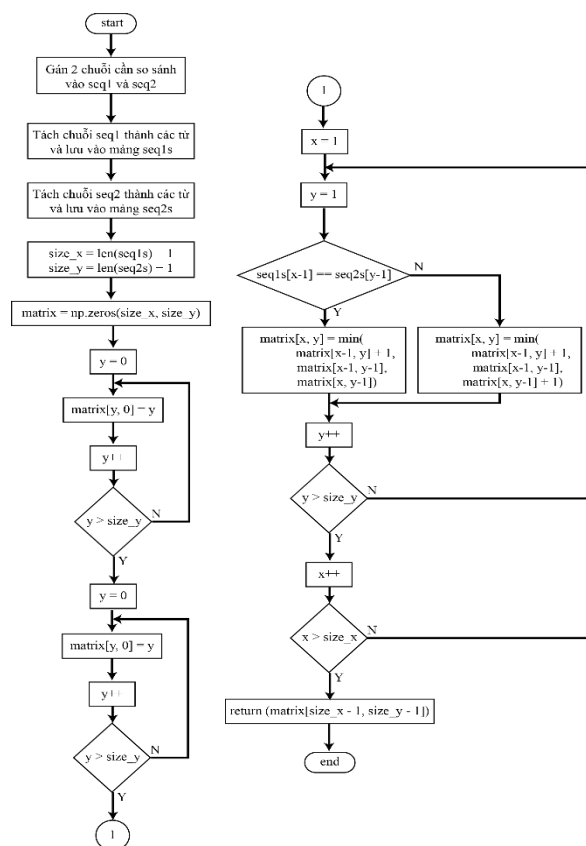 start
Gán 2 chuỗi cần so sánh
vào seq1 và seq2
Tách chuỗi seq1 thành các từ
và lưu vào mảng seq1s
Tách chuỗi seq2 thành các từ
và lưu vào mảng seq2s
size_x = len(seq1s)
size_y = len(seq2s)
matrix = np.zeros(size_x, size_y)
y = 0
matrix[y, 0] = y
y++
y > size_y
N
Y
y = 0
matrix[y, 0] = y
y++
y > size_y
N
Y
1
1
x = 1
y = 1
seq1s[x-1] == seq2s[y-1]
N
Y
matrix[x, y] = min(
matrix[x-1, y] + 1,
matrix[x-1, y-1],
matrix[x, y-1])
matrix[x, y] = min(
matrix[x-1, y] + 1,
matrix[x-1, y-1],
matrix[x, y-1] + 1)
y++
y > size_y
N
Y
x++
x > size_x
N
Y
return (matrix[size_x - 1, size_y - 1])
end